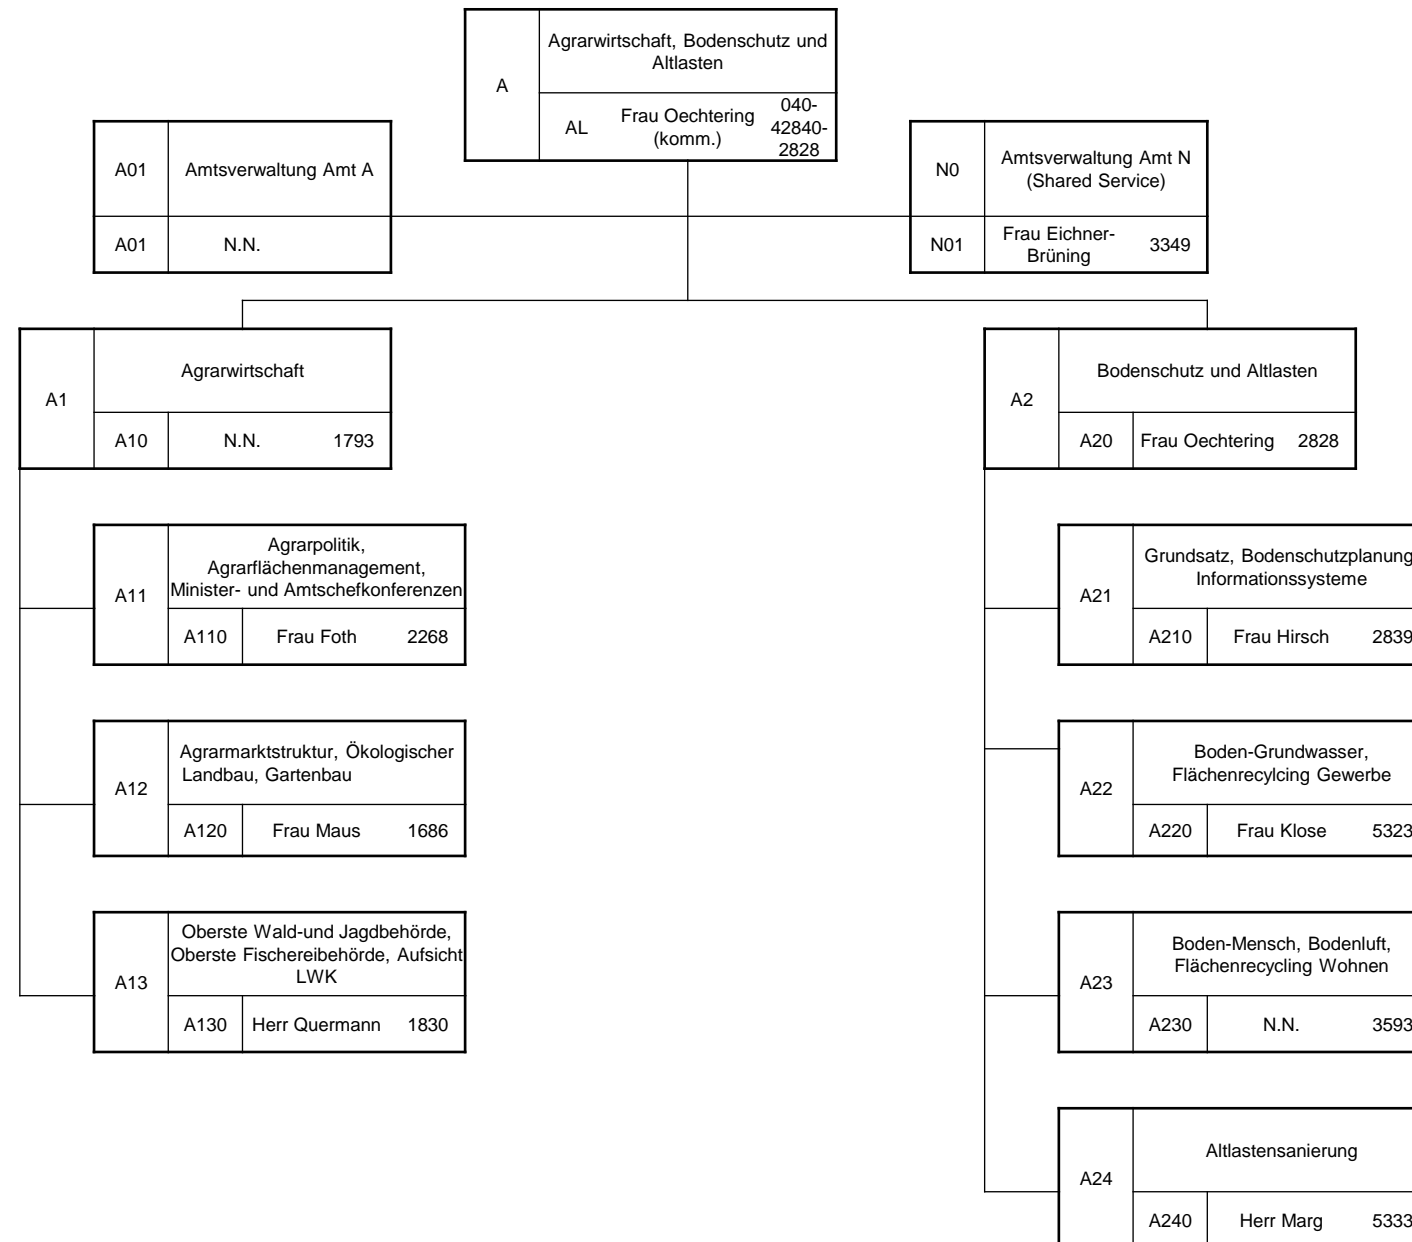 Agrarwirtschaft, Bodenschutz und
Altlasten
A
AL
Frau Oechtering
(komm.)
040-
42840-
2828
A01
Amtsverwaltung Amt A
A01
N.N.
N0
Amtsverwaltung Amt N
(Shared Service)
N01
Frau Eichner-
Brüning
3349
A1
Agrarwirtschaft
A10
N.N.
1793
A2
Bodenschutz und Altlasten
A20
Frau Oechtering
2828
A11
Agrarpolitik,
Agrarflächenmanagement,
Minister- und Amtschefkonferenzen
A110
Frau Foth
2268
A12
Agrarmarktstruktur, Ökologischer
Landbau, Gartenbau
A120
Frau Maus
1686
A13
Oberste Wald-und Jagdbehörde,
Oberste Fischereibehörde, Aufsicht
LWK
A130
Herr Quermann
1830
A21
Grundsatz, Bodenschutzplanung
Informationssysteme
A210
Frau Hirsch
2839
A22
Boden-Grundwasser,
Flächenrecylcing Gewerbe
A220
Frau Klose
5323
A23
Boden-Mensch, Bodenluft,
Flächenrecycling Wohnen
A230
N.N.
3593
A24
Altlastensanierung
A240
Herr Marg
5333